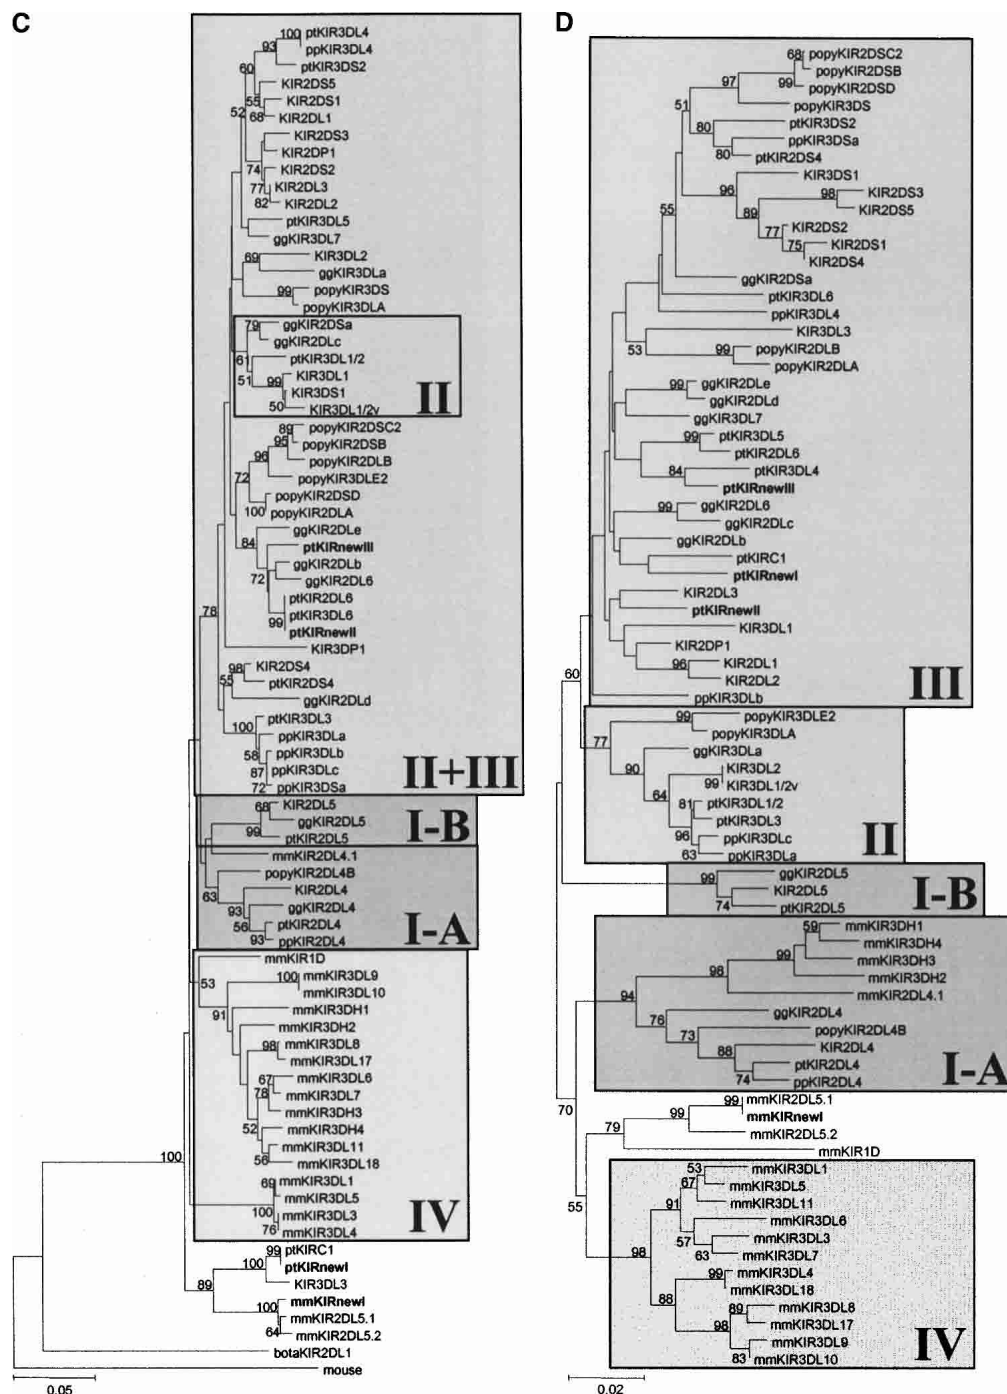 C
100
ptKIR3DL4
93
ppKIR3DL4
ptKIR3DS2
60
KIR2DS5
55
KIR2DS1
52
68
KIR2DL1
KIR2DS3
KIR2DP1
74
KIR2DS2
77
KIR2DL3
82
KIR2DL2
ptKIR3DL5
ggKIR3DL7
69
KIR3DL2
ggKIR3DLa
99
popyKIR3DS
popyKIR3DLA
79
ggKIR2DSa
ggKIR2DLc
61
ptKIR3DL1/2
51
99
KIR3DL1
KIR3DS1
50
KIR3DL1/2v
II
89
popyKIR2DSC2
95
popyKIR2DSB
96
popyKIR2DLB
72
popyKIR3DLE2
popyKIR2DSD
100
popyKIR2DLA
ggKIR2DLe
84
ptKIRnewIII
ggKIR2DLb
72
ggKIR2DL6
ptKIR2DL6
78
ptKIR3DL6
99
ptKIRnewII
KIR3DP1
98
KIR2DS4
55
ptKIR2DS4
ggKIR2DLd
100
ptKIR3DL3
ppKIR3DLa
58
ppKIR3DLb
87
ppKIR3DLc
72
ppKIR3DSa
II+III
68
KIR2DL5
ggKIR2DL5
99
ptKIR2DL5
I-B
mmKIR2DL4.1
popyKIR2DL4B
63
KIR2DL4
93
ggKIR2DL4
56
ptKIR2DL4
93
ppKIR2DL4
I-A
mmKIR1D
53
100
mmKIR3DL9
mmKIR3DL10
91
mmKIR3DH1
mmKIR3DH2
98
mmKIR3DL8
mmKIR3DL17
67
mmKIR3DL6
78
mmKIR3DL7
mmKIR3DH3
52
mmKIR3DH4
mmKIR3DL11
56
mmKIR3DL18
69
mmKIR3DL1
mmKIR3DL5
100
mmKIR3DL3
76
mmKIR3DL4
IV
100
99
ptKIRC1
100
ptKIRnewI
89
KIR3DL3
100
mmKIRnewI
mmKIR2DL5.1
64
mmKIR2DL5.2
botaKIR2DL1
mouse
0.05
D
68
popyKIR2DSC2
97
popyKIR2DSB
99
popyKIR2DSD
51
popyKIR3DS
80
ptKIR3DS2
ppKIR3DSa
80
ptKIR2DS4
96
KIR3DS1
98
KIR2DS3
89
KIR2DS5
55
77
KIR2DS2
75
KIR2DS1
KIR2DS4
ggKIR2DSa
ptKIR3DL6
ppKIR3DL4
KIR3DL3
53
99
popyKIR2DLB
popyKIR2DLA
99
ggKIR2DLe
ggKIR2DLd
ggKIR3DL7
99
ptKIR3DL5
ptKIR2DL6
84
ptKIR3DL4
ptKIRnewIII
99
ggKIR2DL6
ggKIR2DLc
ggKIR2DLb
ptKIRC1
ptKIRnewI
KIR2DL3
ptKIRnewII
KIR3DL1
KIR2DP1
96
KIR2DL1
KIR2DL2
60
ppKIR3DLb
III
99
popyKIR3DLE2
77
popyKIR3DLA
ggKIR3DLa
90
KIR3DL2
99
KIR3DL1/2v
64
81
ptKIR3DL1/2
ptKIR3DL3
96
ppKIR3DLc
63
ppKIR3DLa
II
99
ggKIR2DL5
KIR2DL5
74
ptKIR2DL5
I-B
59
mmKIR3DH1
mmKIR3DH4
99
mmKIR3DH3
96
mmKIR3DH2
mmKIR2DL4.1
94
ggKIR2DL4
76
popyKIR2DL4B
73
KIR2DL4
88
ptKIR2DL4
74
ppKIR2DL4
I-A
70
99
mmKIR2DL5.1
99
mmKIRnewI
79
mmKIR2DL5.2
mmKIR1D
53
mmKIR3DL1
67
mmKIR3DL5
91
mmKIR3DL11
55
mmKIR3DL6
57
mmKIR3DL3
63
mmKIR3DL7
98
99
mmKIR3DL4
88
mmKIR3DL18
89
mmKIR3DL8
98
mmKIR3DL17
mmKIR3DL9
83
mmKIR3DL10
IV
0.02